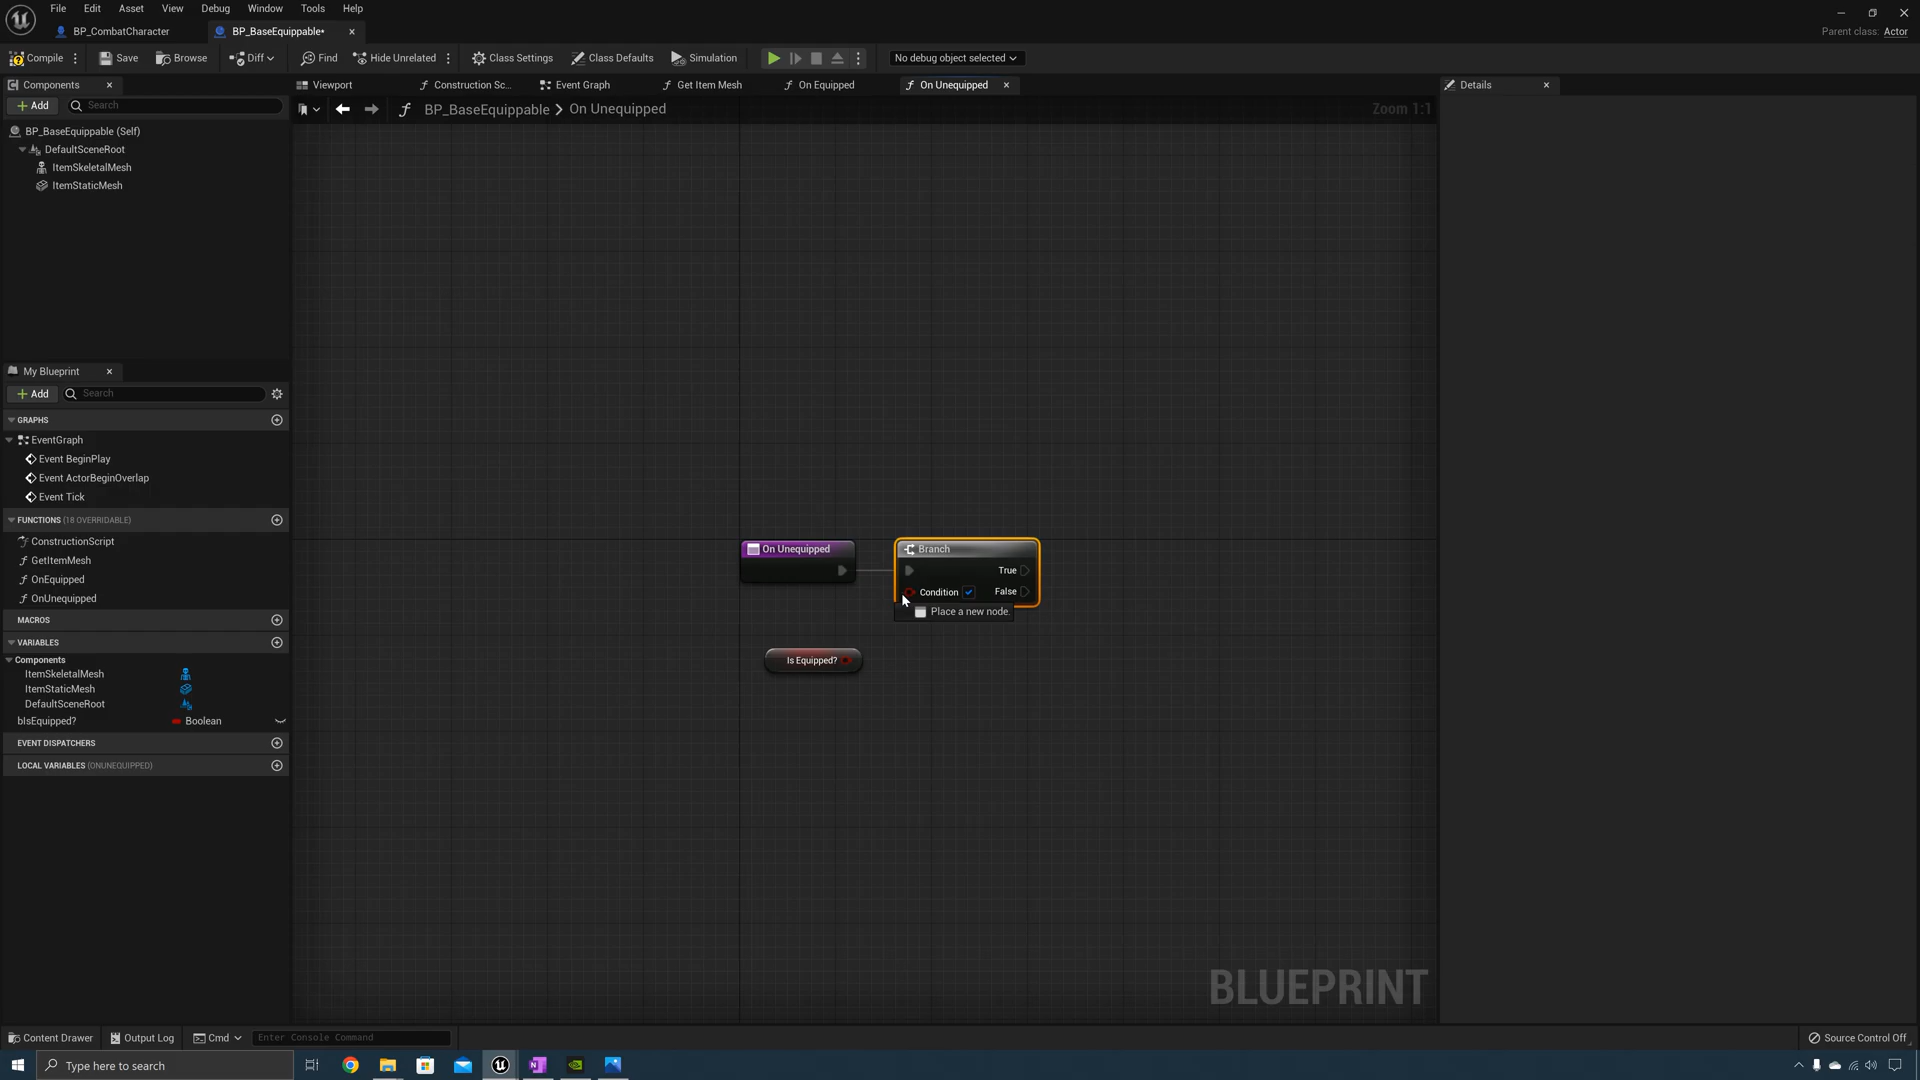 File Edit Asset View Debug Window Tools Help
BP_CombatCharacter
BP_BaseEquippable*
Parent class: Actor
Compile Save Browse Diff Find Hide Unrelated Class Settings Class Defaults Simulation No debug object selected
Components
Add Search
BP_BaseEquippable (Self)
DefaultSceneRoot
ItemSkeletalMesh
ItemStaticMesh
Viewport Construction Sc... Event Graph Get Item Mesh On Equipped On Unequipped
BP_BaseEquippable > On Unequipped
Zoom 1:1
Details
My Blueprint
Add Search
GRAPHS
EventGraph
Event BeginPlay
Event ActorBeginOverlap
Event Tick
FUNCTIONS (18 OVERRIDABLE)
ConstructionScript
GetItemMesh
OnEquipped
OnUnequipped
MACROS
VARIABLES
Components
ItemSkeletalMesh
ItemStaticMesh
DefaultSceneRoot
bIsEquipped? Boolean
EVENT DISPATCHERS
LOCAL VARIABLES (ONUNEQUIPPED)
On Unequipped
Branch
True
Condition False
Place a new node.
Is Equipped?
BLUEPRINT
Content Drawer Output Log Cmd Enter Console Command
Source Control Off
Type here to search